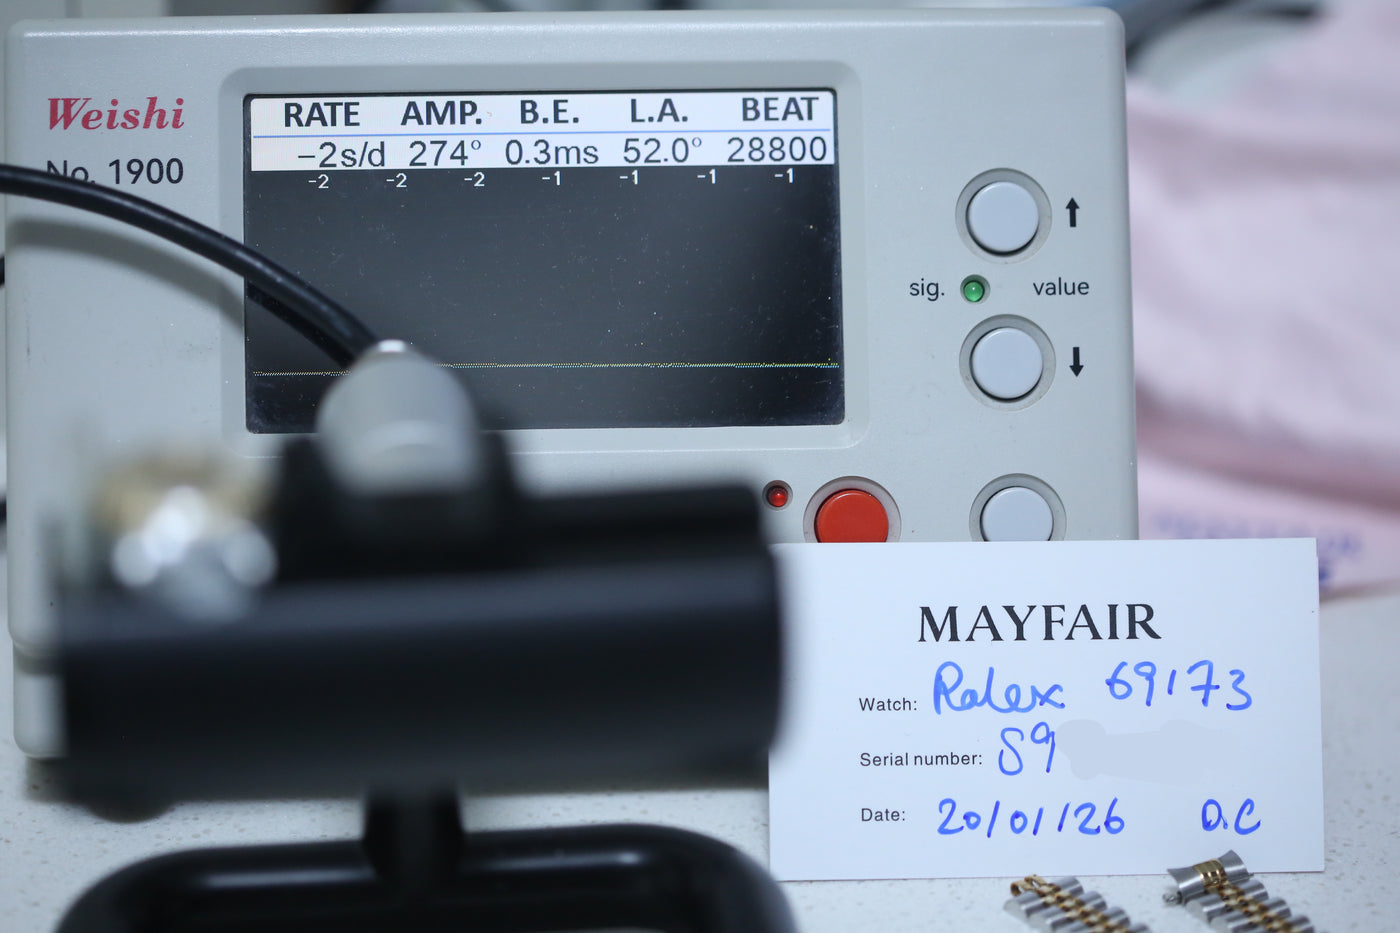 Weishi
No. 1900
RATE AMP. B.E. L.A. BEAT
-2s/d 274° 0.3ms 52.0° 28800
-2 -2 -2 -1 -1 -1 -1
↑
sig. value
↓
MAYFAIR
Watch: Rolex 69173
Serial number: S9
Date: 20/01/26 D.C